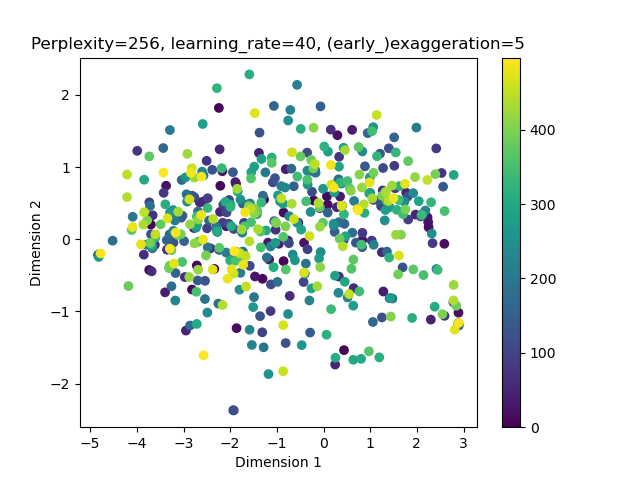 Perplexity=256, learning_rate=40, (early_)exaggeration=5
Dimension 2
2
1
0
−1
−2
−5 −4 −3 −2 −1 0 1 2 3
Dimension 1
400
300
200
100
0